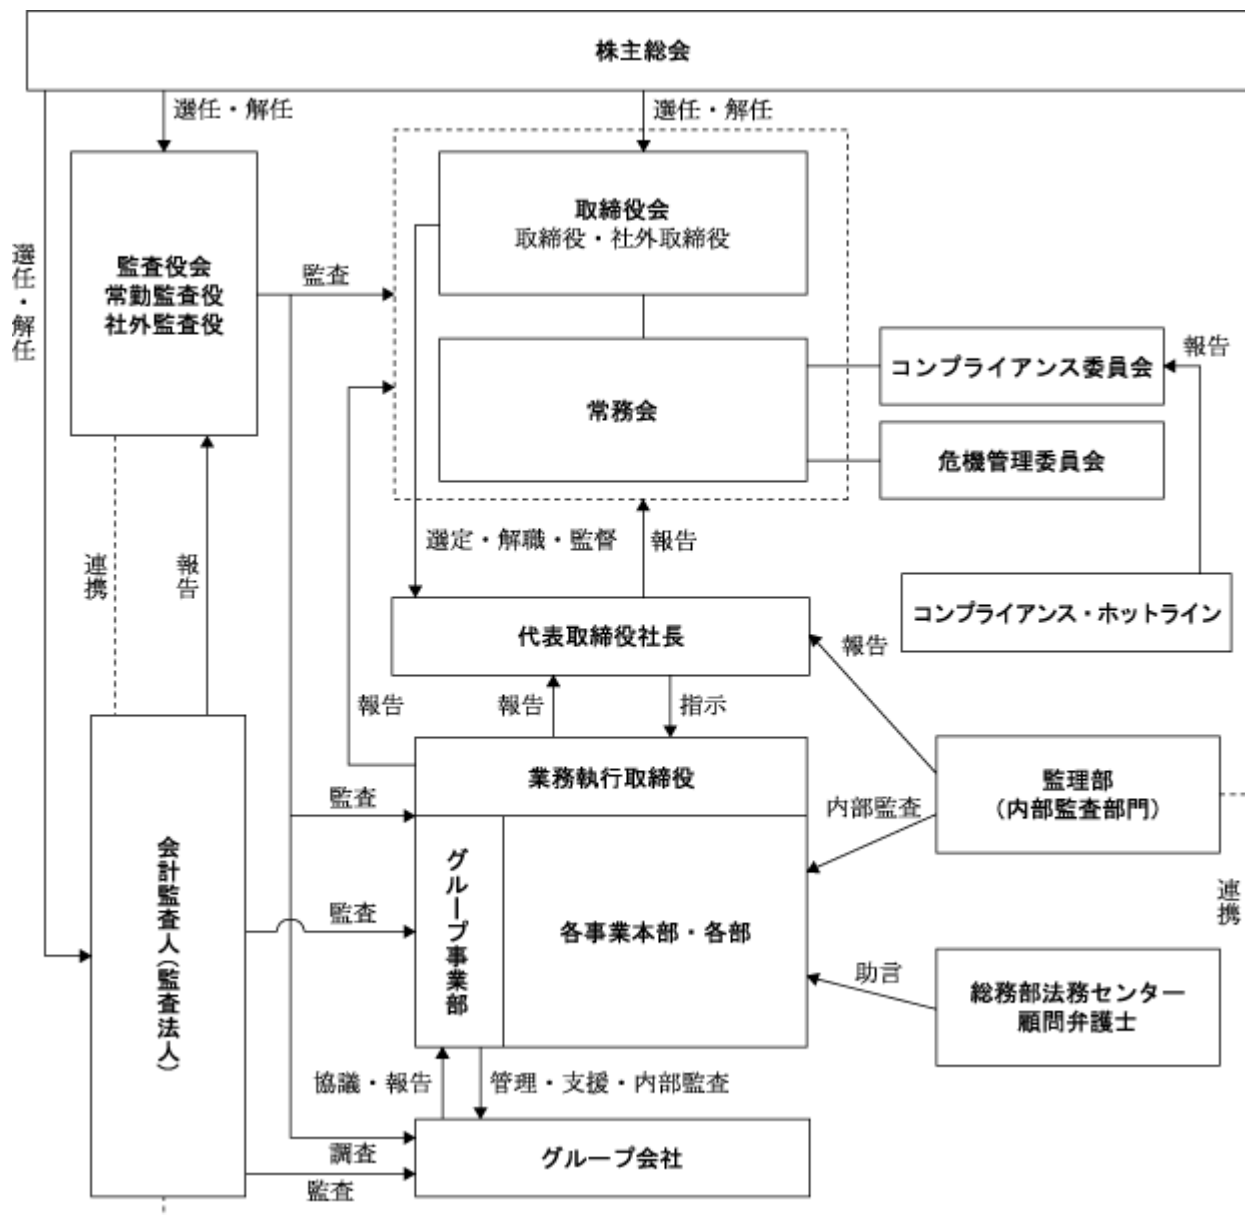 株主総会
選任・解任
選任・解任
選任・解任
監査役会
常勤監査役
社外監査役
監査
取締役会
取締役・社外取締役
常務会
コンプライアンス委員会
報告
危機管理委員会
連携
報告
選定・解職・監督
報告
コンプライアンス・ホットライン
代表取締役社長
報告
報告
報告
指示
業務執行取締役
監理部
（内部監査部門）
監査
内部監査
会計監査人（監査法人）
監査
グループ事業部
各事業本部・各部
連携
助言
総務部法務センター
顧問弁護士
協議・報告
管理・支援・内部監査
調査
グループ会社
監査